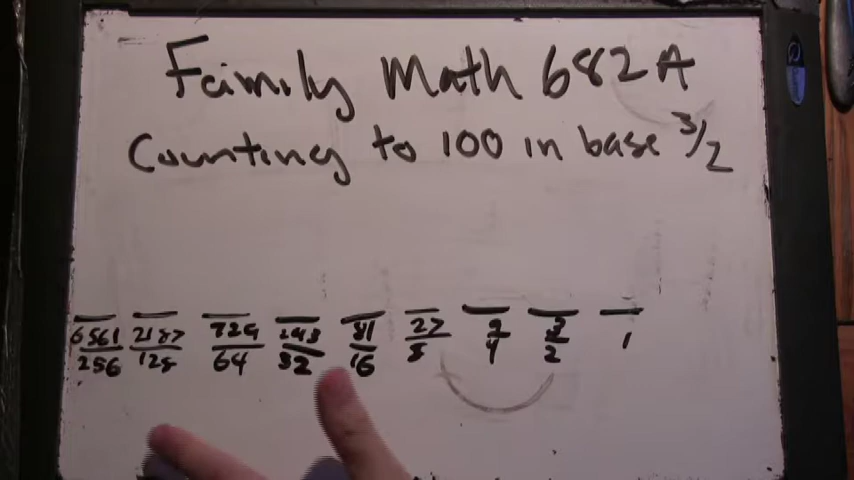 Family Math 682A
Counting to 100 in base 3/2
6561/256 2187/128 729/64 243/32 81/16 27/8 9/4 3/2 1